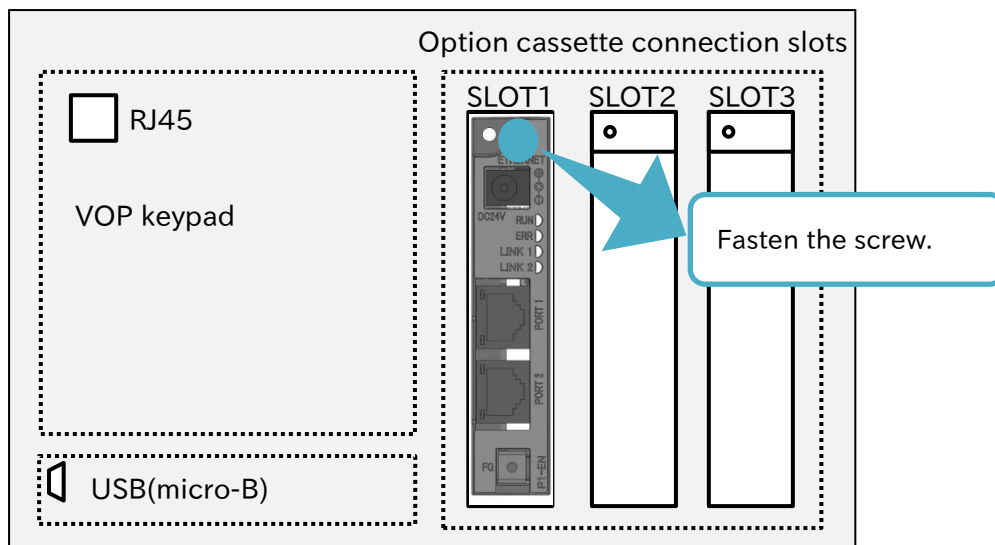 Option cassette connection slots
SLOT1 SLOT2 SLOT3
RJ45
VOP keypad
ETHERNET
DC24V
RUN
ERR
LINK 1
LINK 2
Fasten the screw.
PORT 1
PORT 2
FG
P1-EN
USB(micro-B)